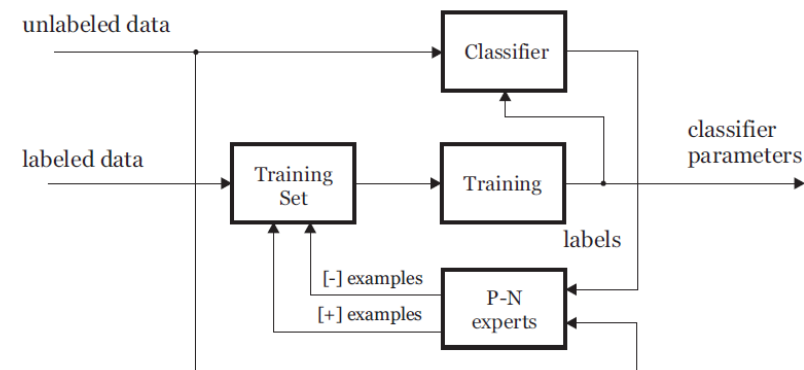 unlabeled data
Classifier
classifier
parameters
labeled data
Training
Set
Training
labels
[-] examples
[+] examples
P-N
experts